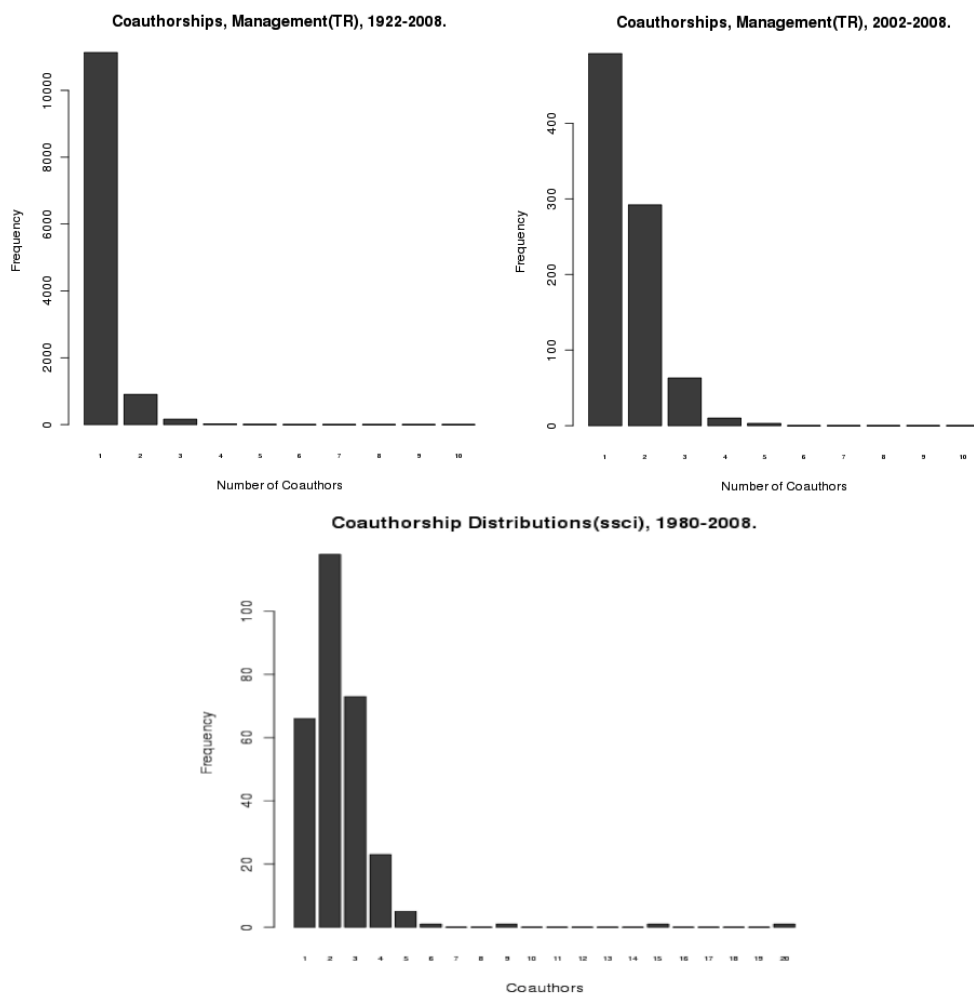 Coauthorships, Management(TR), 1922-2008.
Frequency
10000
8000
6000
4000
2000
0
1 2 3 4 5 6 7 8 9 10
Number of Coauthors
Coauthorships, Management(TR), 2002-2008.
Frequency
400
300
200
100
0
1 2 3 4 5 6 7 8 9 10
Number of Coauthors
Coauthorship Distributions(ssci), 1980-2008.
Frequency
100
80
60
40
20
0
1 2 3 4 5 6 7 8 9 10 11 12 13 14 15 16 17 18 19 20
Coauthors